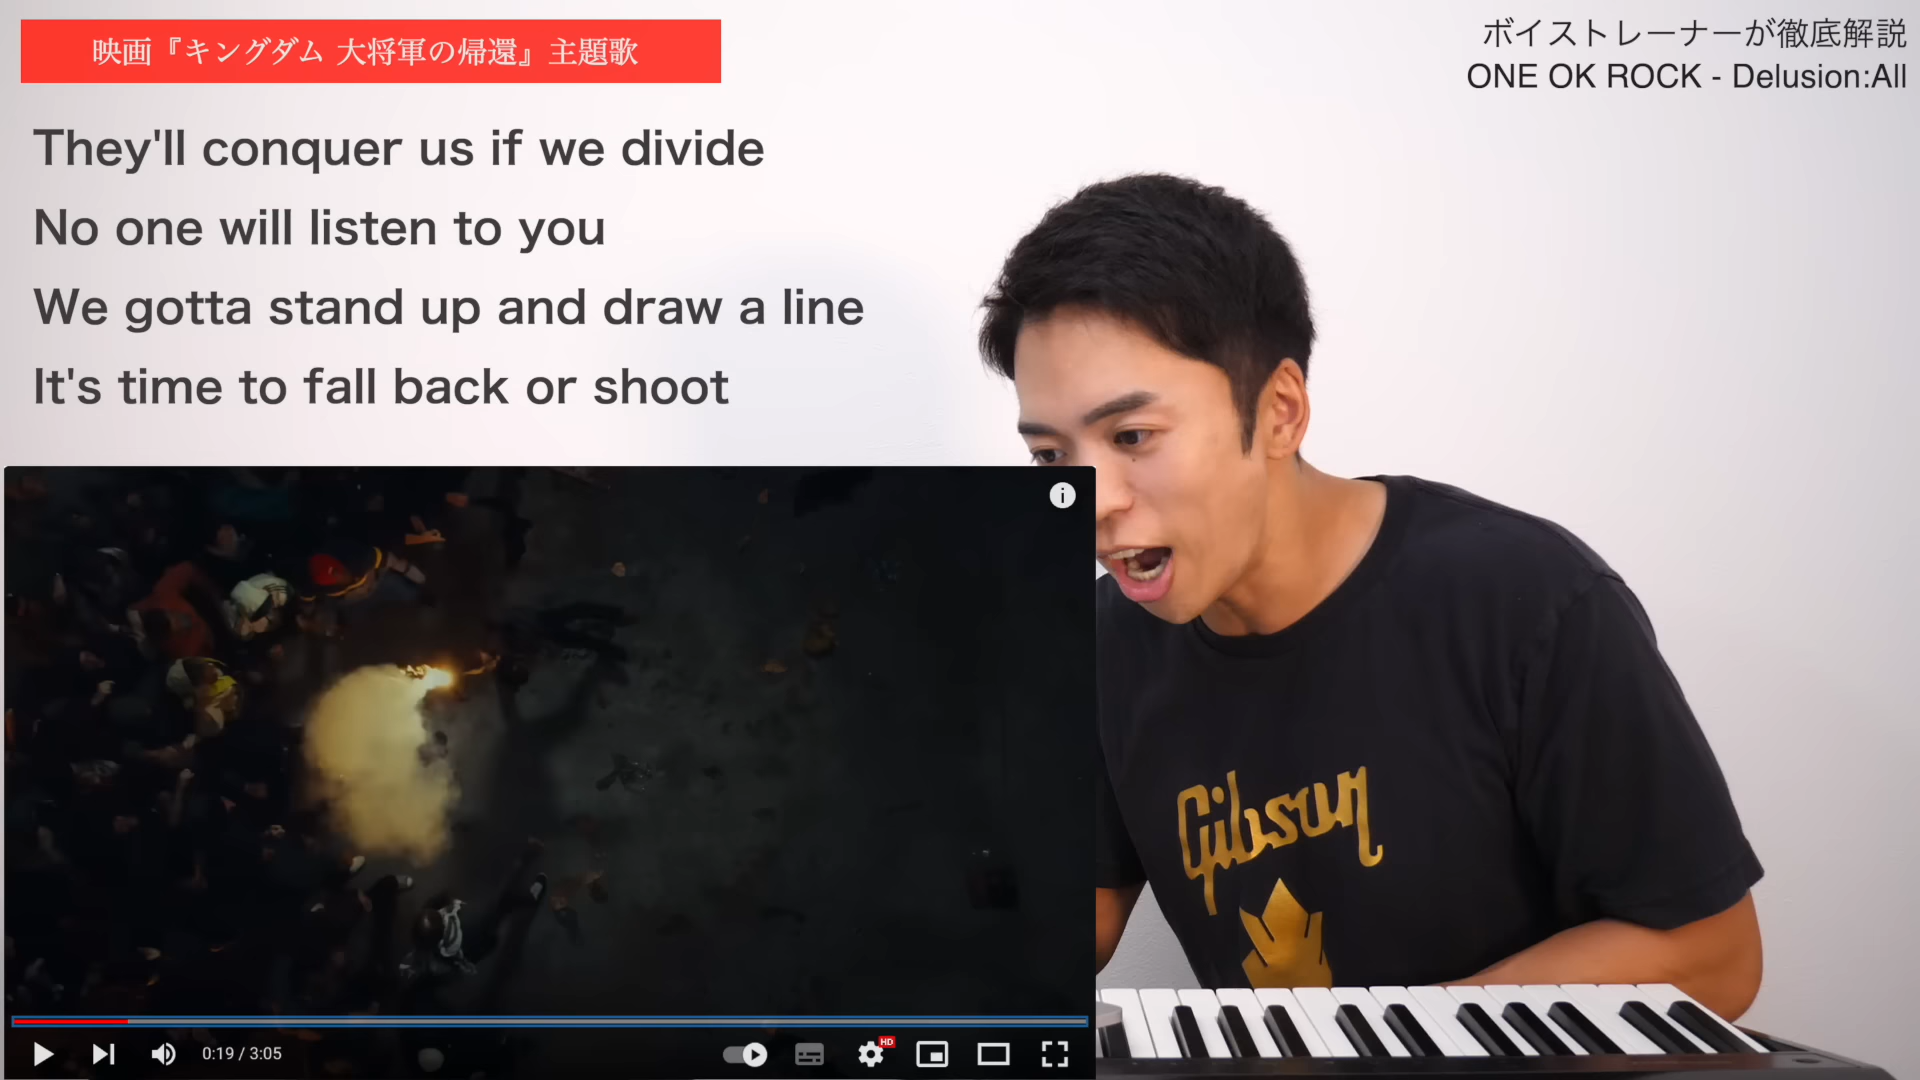 映画『キングダム 大将軍の帰還』主題歌
ボイストレーナーが徹底解説
ONE OK ROCK - Delusion:All
They'll conquer us if we divide
No one will listen to you
We gotta stand up and draw a line
It's time to fall back or shoot
Gibson
0:19 / 3:05
HD